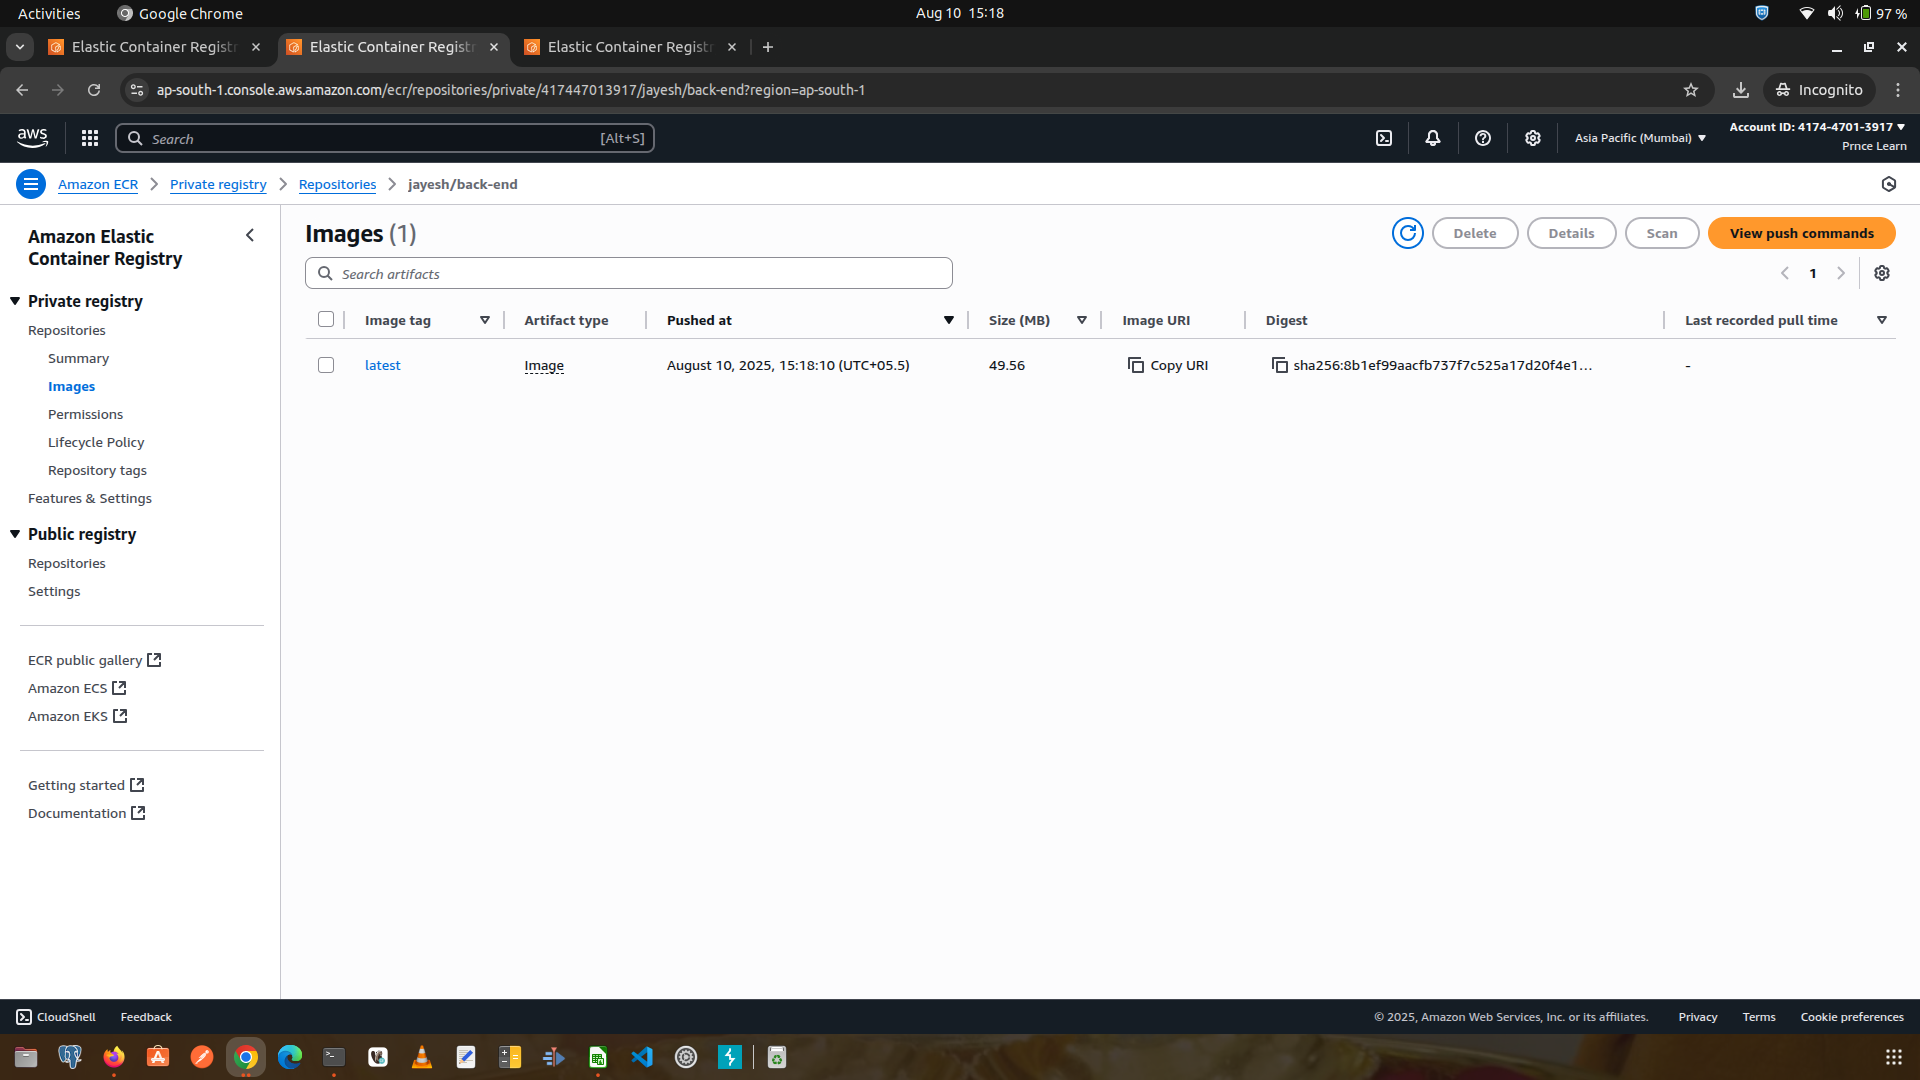 Activities Google Chrome Aug 10 15:18 97 %
Elastic Container Registr Elastic Container Registr Elastic Container Registr
ap-south-1.console.aws.amazon.com/ecr/repositories/private/417447013917/jayesh/back-end?region=ap-south-1 Incognito
aws Search [Alt+S] Asia Pacific (Mumbai) Account ID: 4174-4701-3917
Prnce Learn
Amazon ECR Private registry Repositories jayesh/back-end
Amazon Elastic
Container Registry
Private registry
Repositories
Summary
Images
Permissions
Lifecycle Policy
Repository tags
Features & Settings
Public registry
Repositories
Settings
ECR public gallery
Amazon ECS
Amazon EKS
Getting started
Documentation
Images (1) Delete Details Scan View push commands
Search artifacts 1
Image tag Artifact type Pushed at Size (MB) Image URI Digest Last recorded pull time
latest Image August 10, 2025, 15:18:10 (UTC+05.5) 49.56 Copy URI sha256:8b1ef99aacfb737f7c525a17d20f4e1... -
CloudShell Feedback © 2025, Amazon Web Services, Inc. or its affiliates. Privacy Terms Cookie preferences